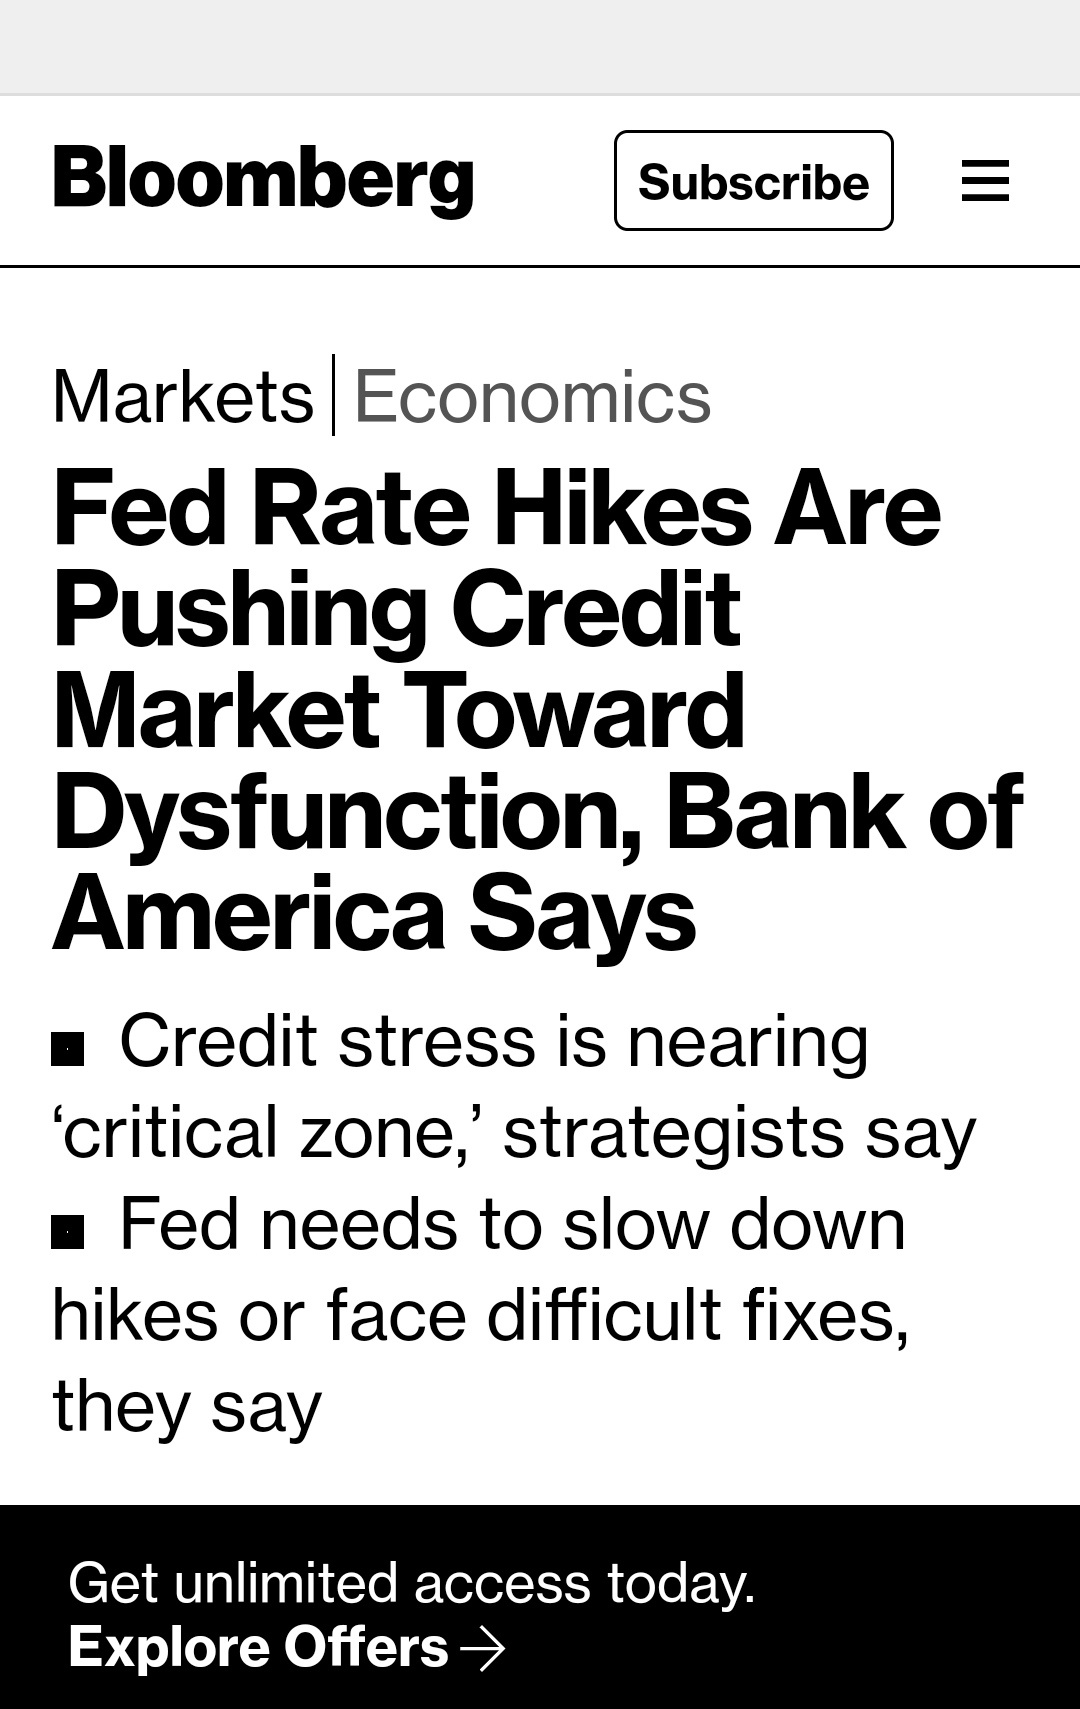 Bloomberg
Subscribe
Markets | Economics
Fed Rate Hikes Are
Pushing Credit
Market Toward
Dysfunction, Bank of
America Says
▪ Credit stress is nearing
‘critical zone,’ strategists say
▪ Fed needs to slow down
hikes or face difficult fixes,
they say
Get unlimited access today.
Explore Offers →